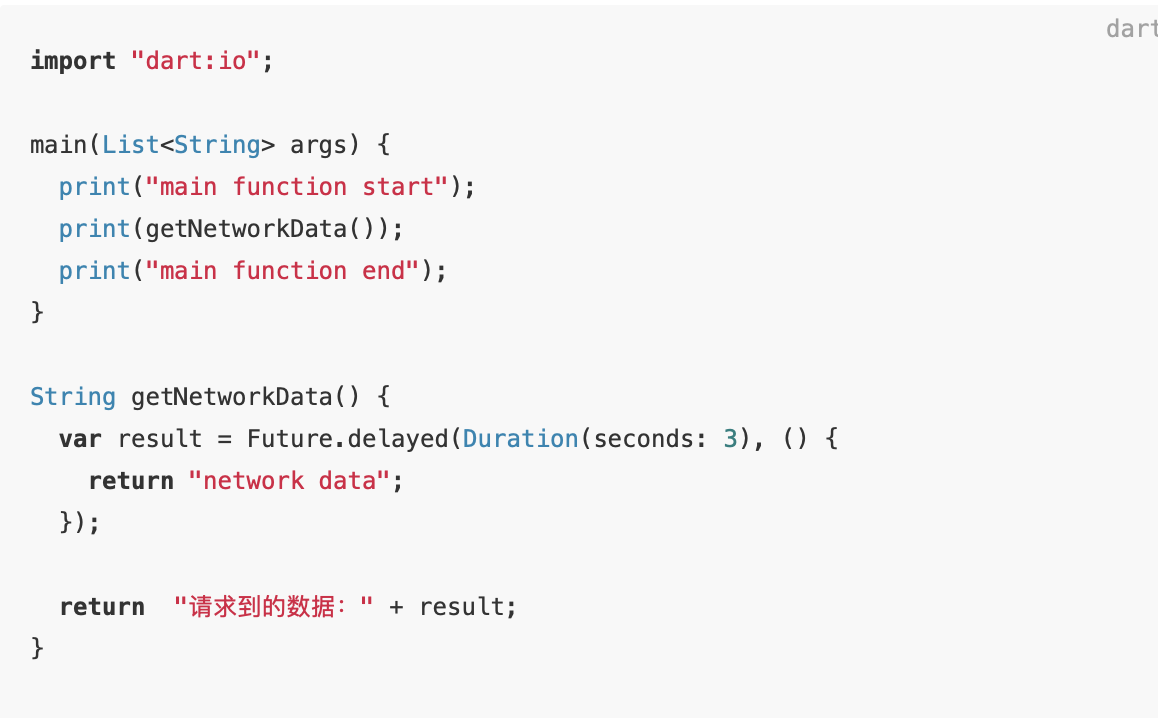 dart
import "dart:io";
main(List<String> args) {
  print("main function start");
  print(getNetworkData());
  print("main function end");
}
String getNetworkData() {
  var result = Future.delayed(Duration(seconds: 3), () {
    return "network data";
  });
  return  "请求到的数据：" + result;
}